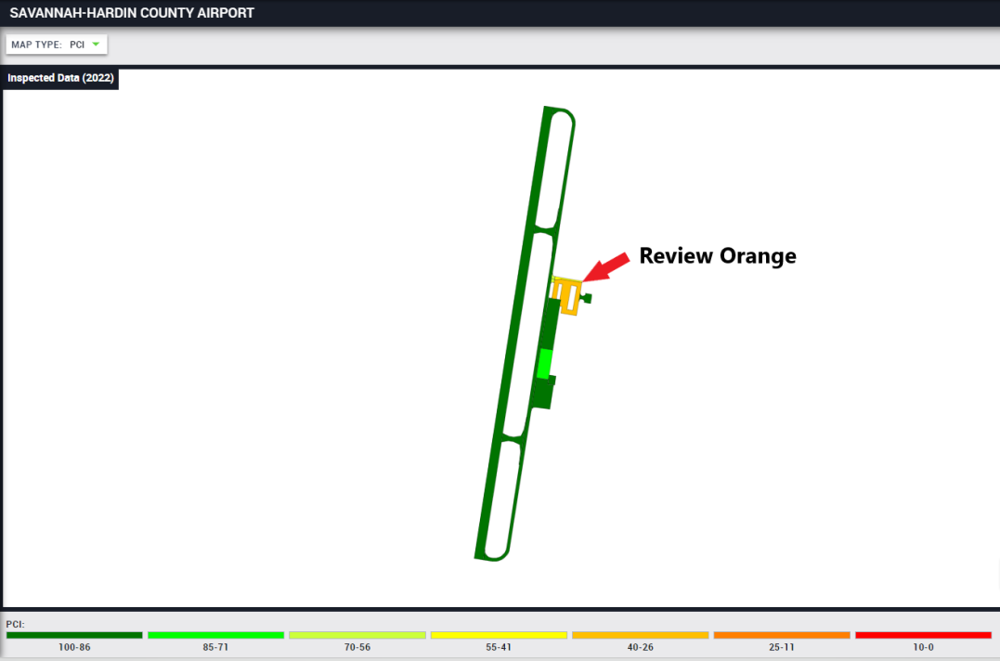 SAVANNAH-HARDIN COUNTY AIRPORT
MAP TYPE: PCI
Inspected Data (2022)
Review Orange
PCI:
100-86 85-71 70-56 55-41 40-26 25-11 10-0